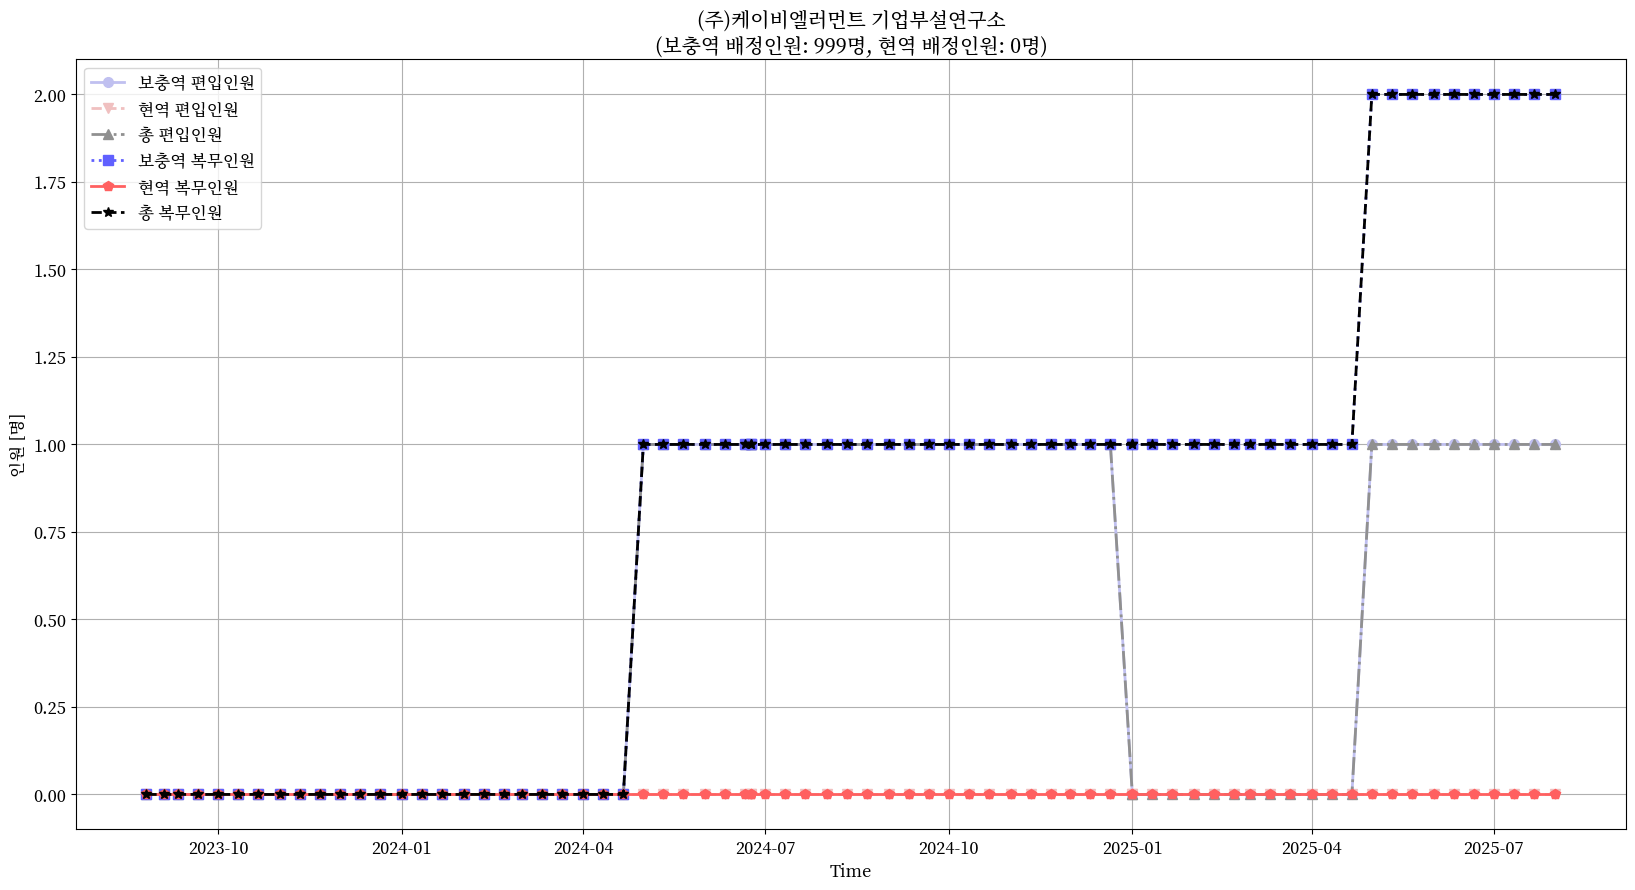 (주)케이비엘러먼트 기업부설연구소
(보충역 배정인원: 999명, 현역 배정인원: 0명)
보충역 편입인원
현역 편입인원
총 편입인원
보충역 복무인원
현역 복무인원
총 복무인원
2.00
1.75
1.50
1.25
1.00
0.75
0.50
0.25
0.00
인원 [명]
2023-10
2024-01
2024-04
2024-07
2024-10
2025-01
2025-04
2025-07
Time